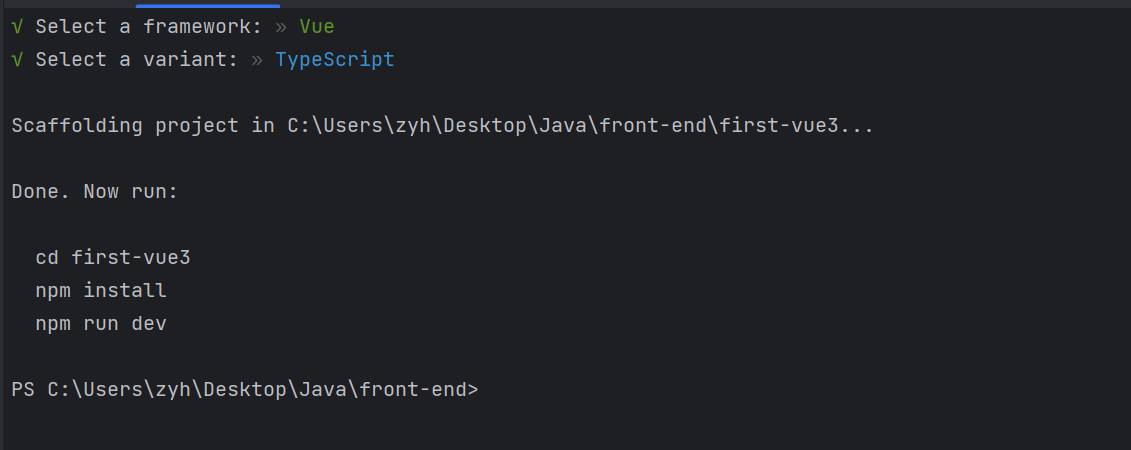 √ Select a framework: » Vue
√ Select a variant: » TypeScript
Scaffolding project in C:\Users\zyh\Desktop\Java\front-end\first-vue3...
Done. Now run:
cd first-vue3
npm install
npm run dev
PS C:\Users\zyh\Desktop\Java\front-end>